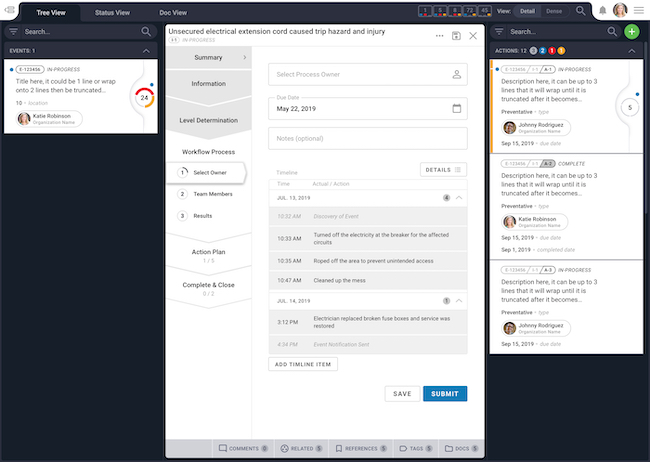 Tree View
Status View
Doc View
1 5 8 72 45
View: Detail Dense
Search...
EVENTS: 1
E-123456 IN-PROGRESS
Title here, it could be 1 line or wrap
onto 2 lines then be truncated...
10 - location
Katie Robinson
Organization Name
24
Unsecured electrical extension cord caused trip hazard and injury
I-1 IN-PROGRESS
Summary
Information
Level Determination
Workflow Process
1 Select Owner
2 Team Members
3 Results
Action Plan
1 / 5
Complete & Close
0 / 2
Select Process Owner
Due Date
May 22, 2019
Notes (optional)
DETAILS
Timeline
Time Actual / Action
JUL. 13, 2019 4
10:32 AM Discovery of Event
10:33 AM Turned off the electricity at the breaker for the affected
circuits
10:35 AM Roped off the area to prevent unintended access
10:47 AM Cleaned up the mess
JUL. 14, 2019 1
3:12 PM Electrician replaced broken fuse boxes and service was
restored
4:34 PM Event Notification Sent
ADD TIMLINE ITEM
SAVE
SUBMIT
COMMENTS 6
RELATED 5
REFERENCES 5
TAGS 5
DOCS 5
Search...
ACTIONS: 12 3 2 1 1
E-123456 I-1 A-1 IN-PROGRESS
Description here, it can be up to 3
lines that it will wrap until it is
truncated after it becomes...
Preventative - type
Johnny Rodriguez
Organization Name
Sep 15, 2019 - due date
5
E-123456 I-1 A-2 COMPLETE
Description here, it can be up to 3
lines that it will wrap until it is
truncated after it becomes...
Preventative - type
Katie Robinson
Organization Name
Sep 15, 2019 - due date
Sep 1, 2019 - completed date
E-123456 I-1 A-3 IN-PROGRESS
Description here, it can be up to 3
lines that it will wrap until it is
truncated after it becomes...
Preventative - type
Johnny Rodriguez
Organization Name
Sep 15, 2019 - due date